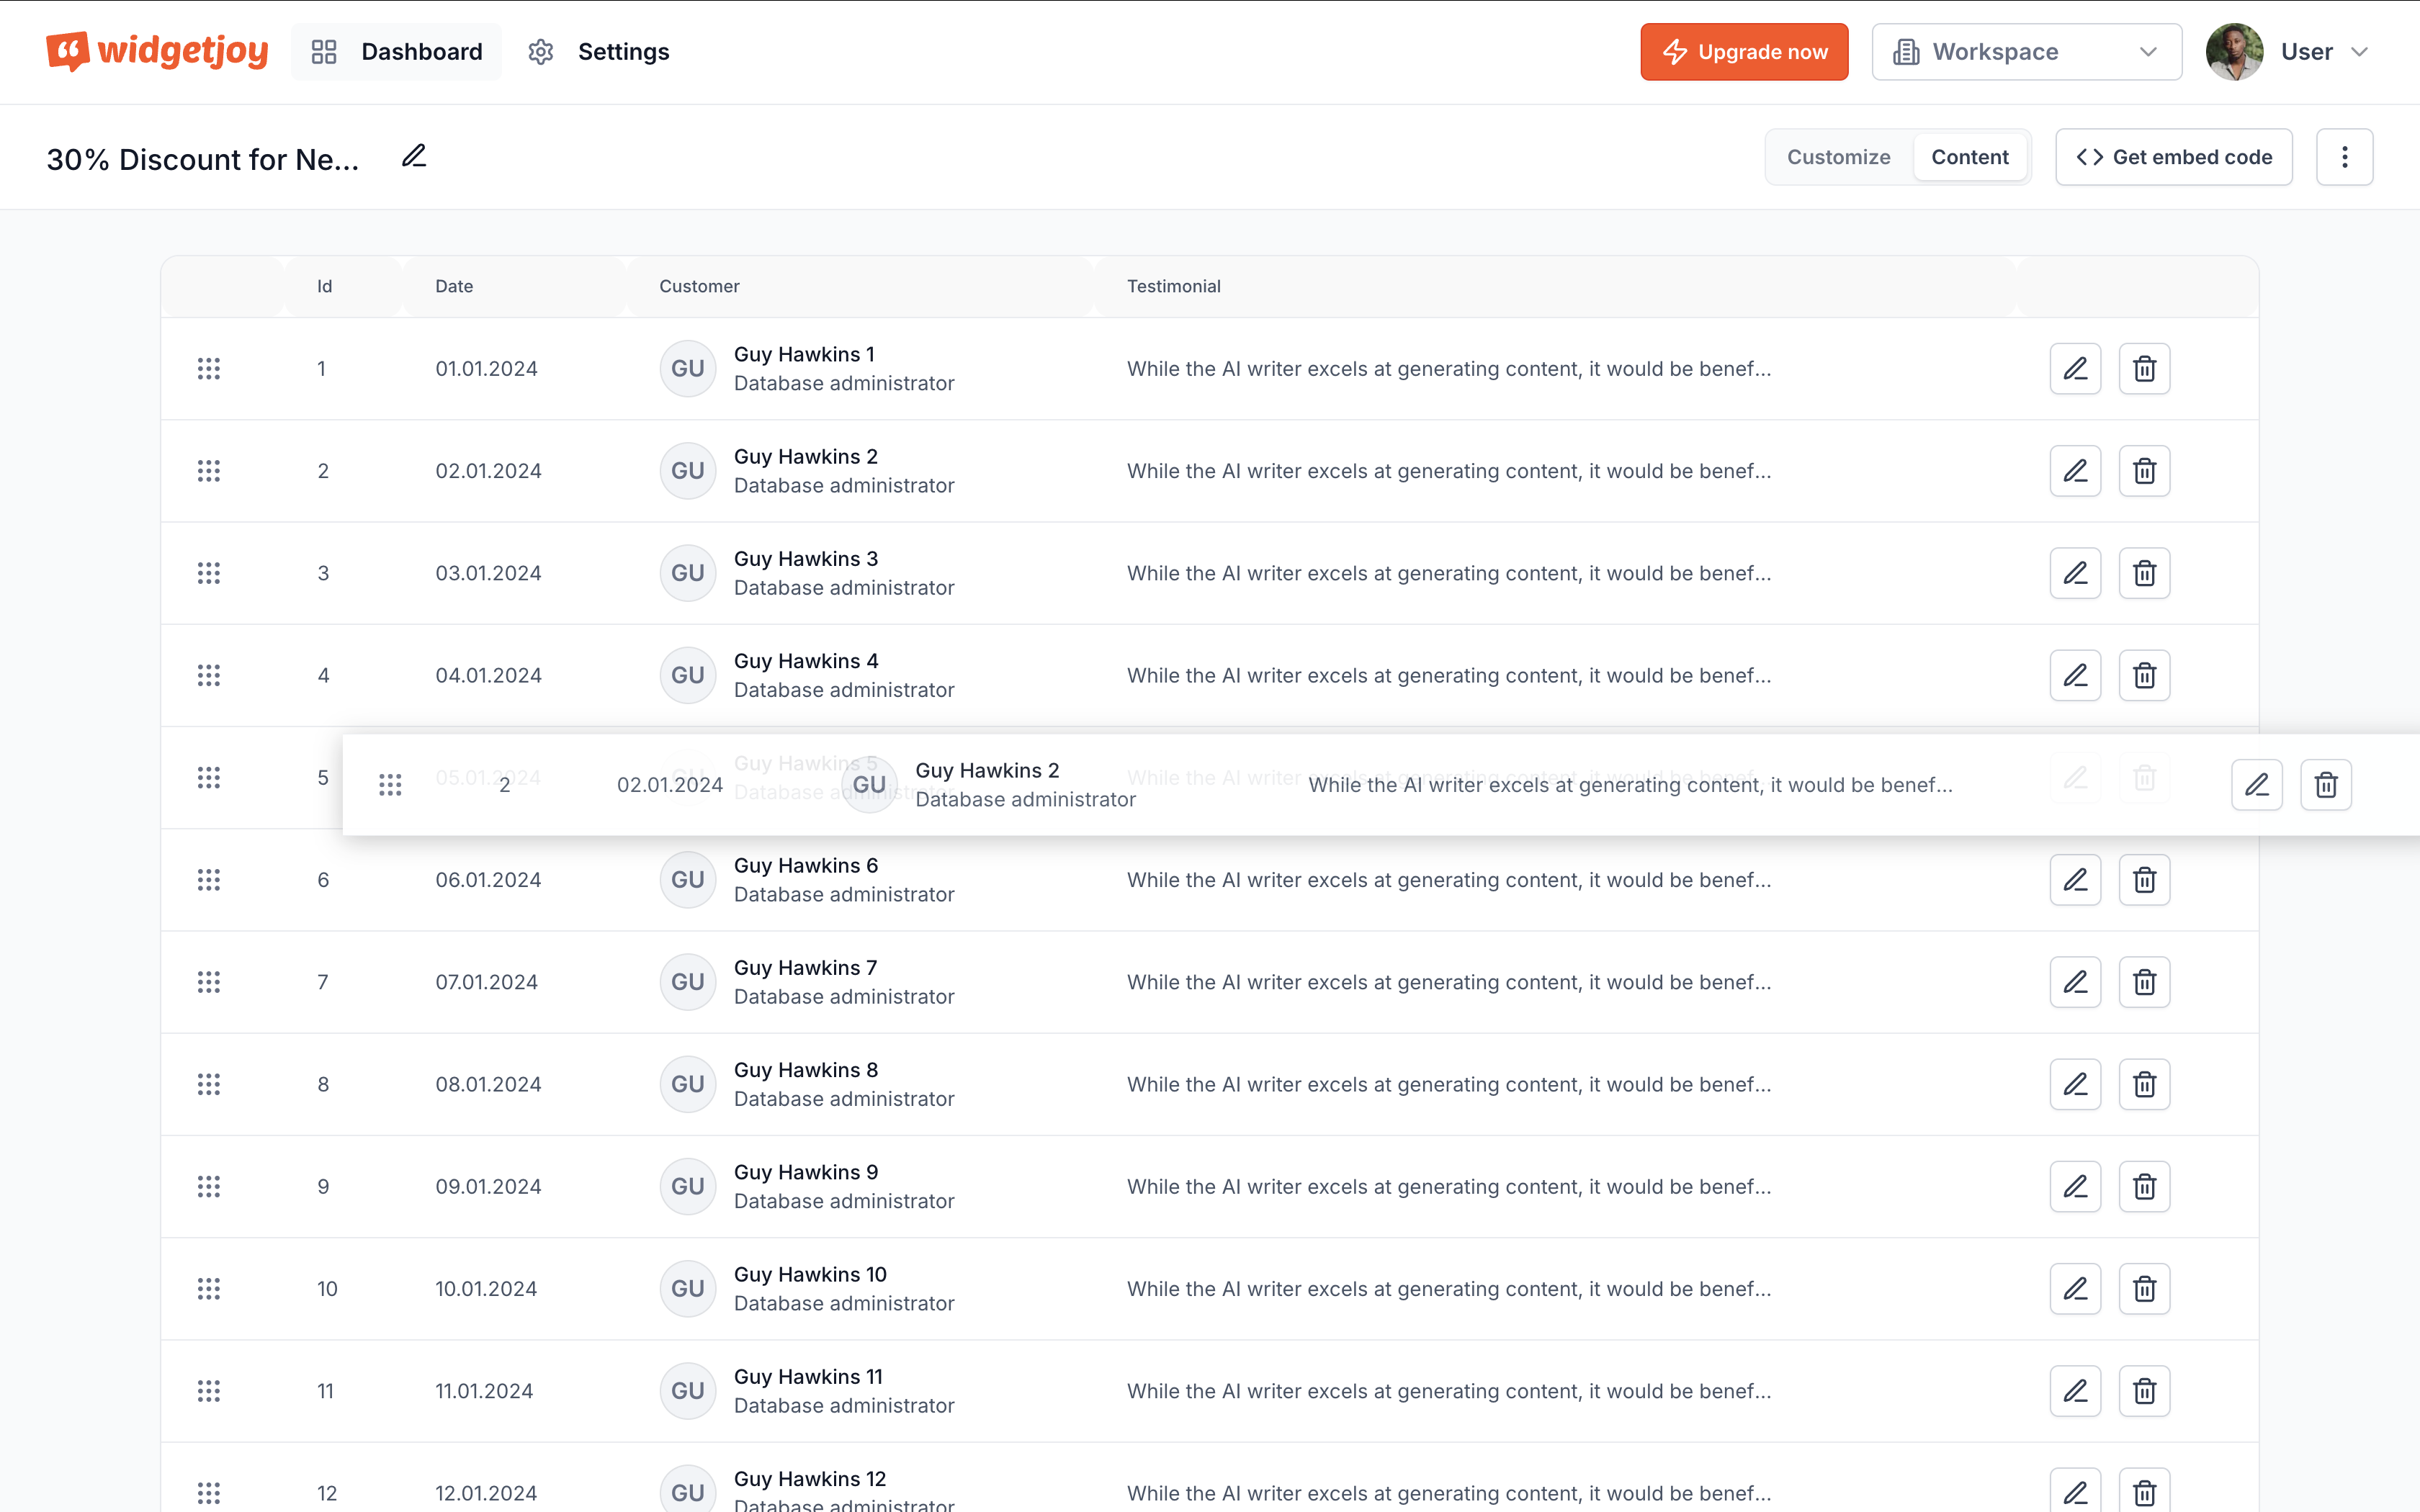 widgetjoy
Dashboard
Settings
Upgrade now
Workspace
User
30% Discount for Ne...
Customize
Content
Get embed code
Id Date Customer Testimonial
1 01.01.2024 GU Guy Hawkins 1 While the AI writer excels at generating content, it would be benef...
Database administrator
2 02.01.2024 GU Guy Hawkins 2 While the AI writer excels at generating content, it would be benef...
Database administrator
3 03.01.2024 GU Guy Hawkins 3 While the AI writer excels at generating content, it would be benef...
Database administrator
4 04.01.2024 GU Guy Hawkins 4 While the AI writer excels at generating content, it would be benef...
Database administrator
5 05.01.2024 Guy Hawkins 5 While the AI writer
Database administrator
2 02.01.2024 GU Guy Hawkins 2 While the AI writer excels at generating content, it would be benef...
Database administrator
6 06.01.2024 GU Guy Hawkins 6 While the AI writer excels at generating content, it would be benef...
Database administrator
7 07.01.2024 GU Guy Hawkins 7 While the AI writer excels at generating content, it would be benef...
Database administrator
8 08.01.2024 GU Guy Hawkins 8 While the AI writer excels at generating content, it would be benef...
Database administrator
9 09.01.2024 GU Guy Hawkins 9 While the AI writer excels at generating content, it would be benef...
Database administrator
10 10.01.2024 GU Guy Hawkins 10 While the AI writer excels at generating content, it would be benef...
Database administrator
11 11.01.2024 GU Guy Hawkins 11 While the AI writer excels at generating content, it would be benef...
Database administrator
12 12.01.2024 GU Guy Hawkins 12 While the AI writer excels at generating content, it would be benef...
Database administrator